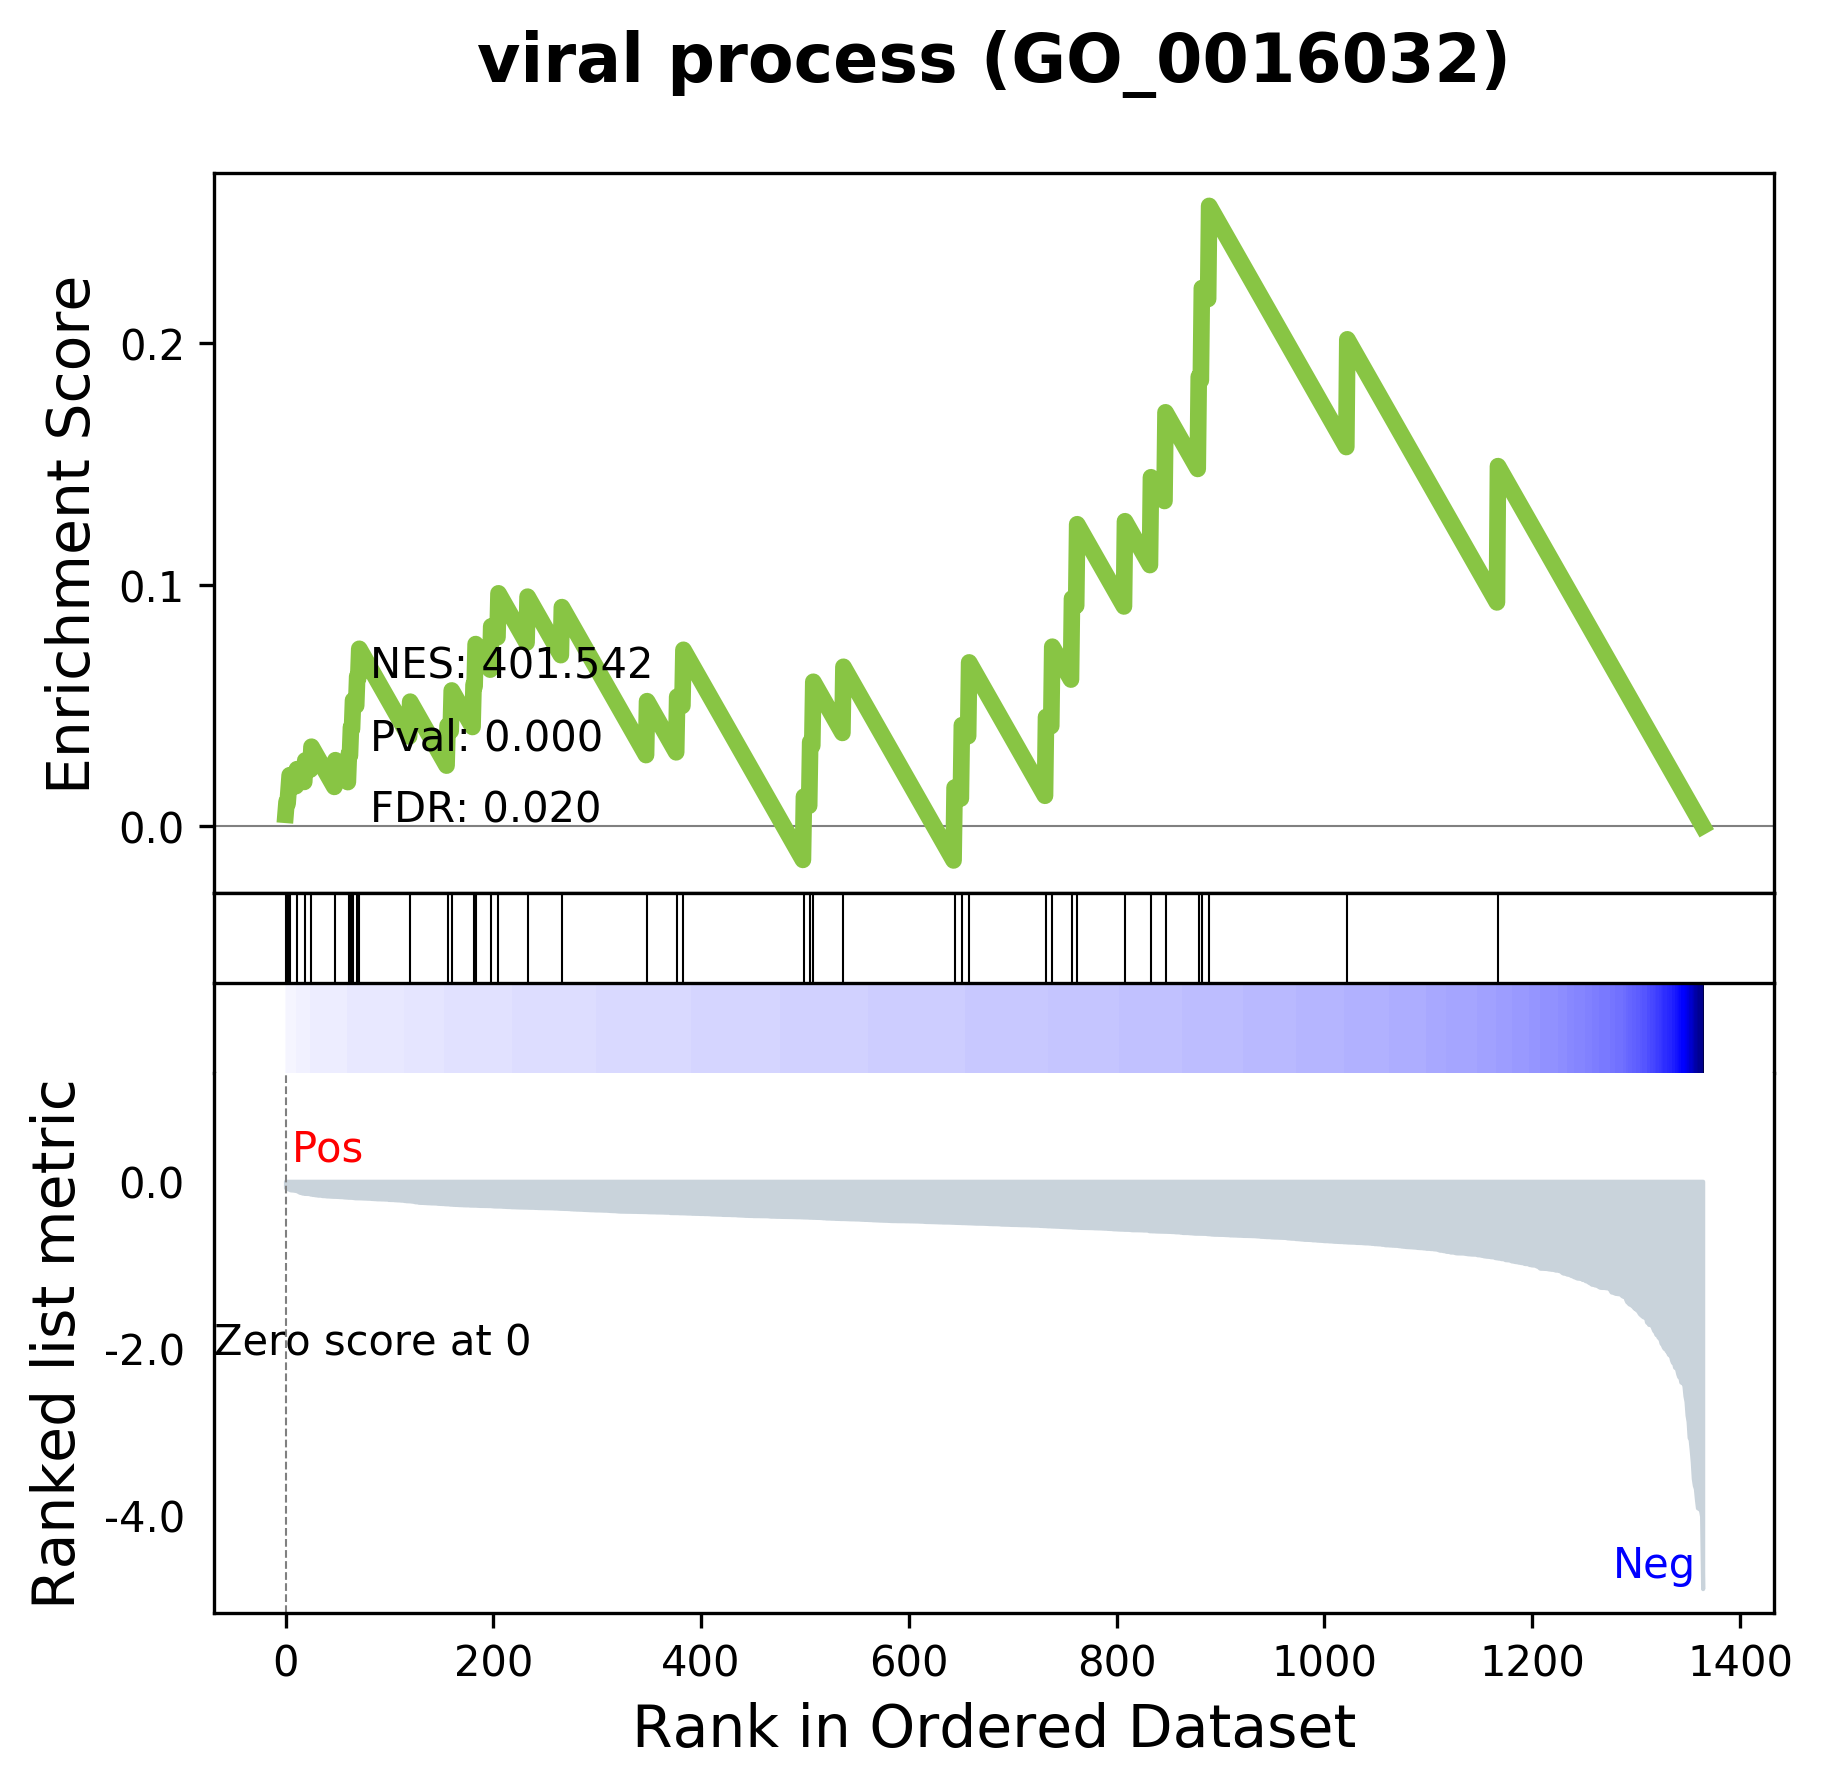 viral process (GO_0016032)
Enrichment Score
0.2
0.1
0.0
NES: 401.542
Pval: 0.000
FDR: 0.020
Ranked list metric
Pos
0.0
-2.0
-4.0
Zero score at 0
Neg
0 200 400 600 800 1000 1200 1400
Rank in Ordered Dataset